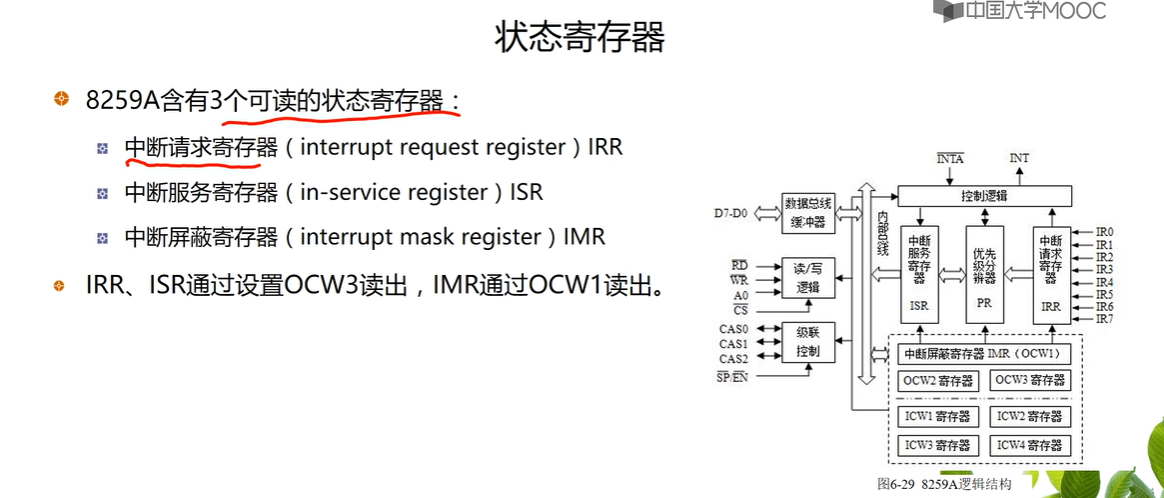 中国大学MOOC
状态寄存器
8259A含有3个可读的状态寄存器：
中断请求寄存器（interrupt request register）IRR
中断服务寄存器（in-service register）ISR
中断屏蔽寄存器（interrupt mask register）IMR
IRR、ISR通过设置OCW3读出，IMR通过OCW1读出。
INTA
INT
控制逻辑
D7-D0
数据总线
缓冲器
内部总线
RD
WR
A0
CS
读/写
逻辑
CAS0
CAS1
CAS2
SP/EN
级联
控制
中断
服务
寄存
器
ISR
优先
级分
辨器
PR
中断
请求
寄存
器
IRR
IR0
IR1
IR2
IR3
IR4
IR5
IR6
IR7
中断屏蔽寄存器 IMR（OCW1）
OCW2 寄存器
OCW3 寄存器
ICW1 寄存器
ICW2 寄存器
ICW3 寄存器
ICW4 寄存器
图6-29 8259A逻辑结构